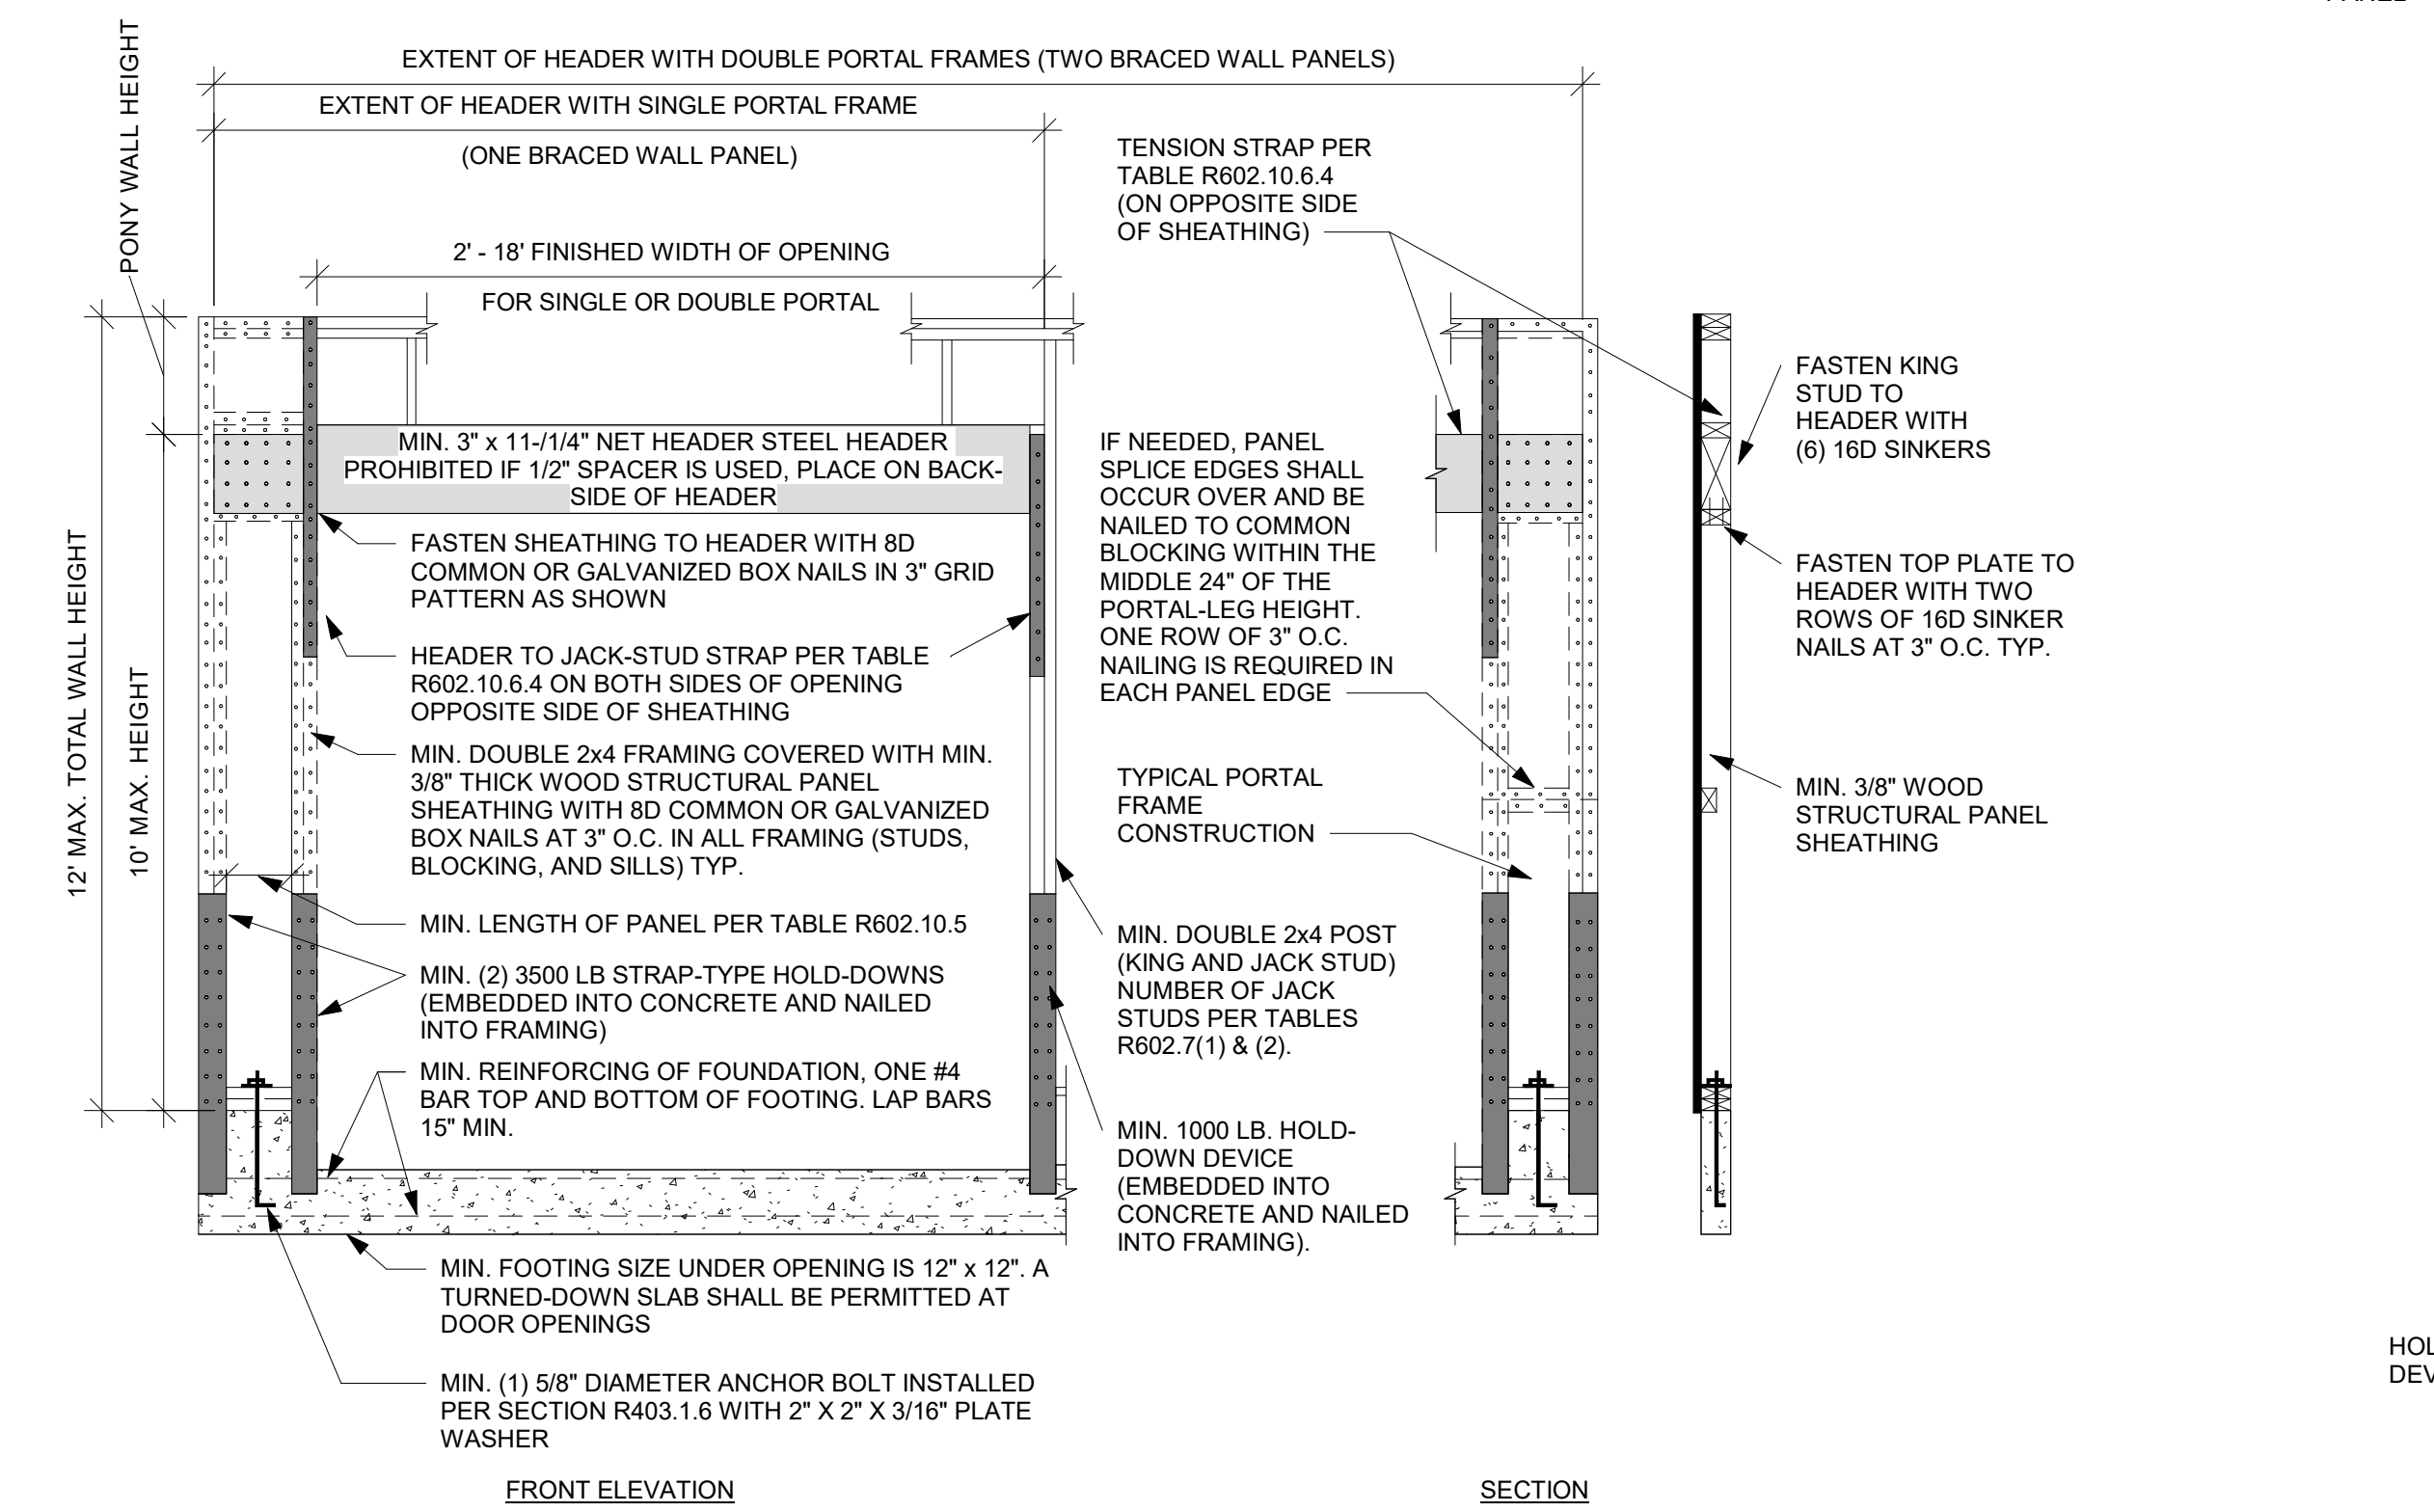 EXTENT OF HEADER WITH DOUBLE PORTAL FRAMES (TWO BRACED WALL PANELS)
EXTENT OF HEADER WITH SINGLE PORTAL FRAME
(ONE BRACED WALL PANEL)
2' - 18' FINISHED WIDTH OF OPENING
FOR SINGLE OR DOUBLE PORTAL
PONY WALL HEIGHT
12' MAX. TOTAL WALL HEIGHT
10' MAX. HEIGHT
MIN. 3" x 11-/1/4" NET HEADER STEEL HEADER
PROHIBITED IF 1/2" SPACER IS USED, PLACE ON BACK-
SIDE OF HEADER
FASTEN SHEATHING TO HEADER WITH 8D
COMMON OR GALVANIZED BOX NAILS IN 3" GRID
PATTERN AS SHOWN
HEADER TO JACK-STUD STRAP PER TABLE
R602.10.6.4 ON BOTH SIDES OF OPENING
OPPOSITE SIDE OF SHEATHING
MIN. DOUBLE 2x4 FRAMING COVERED WITH MIN.
3/8" THICK WOOD STRUCTURAL PANEL
SHEATHING WITH 8D COMMON OR GALVANIZED
BOX NAILS AT 3" O.C. IN ALL FRAMING (STUDS,
BLOCKING, AND SILLS) TYP.
MIN. LENGTH OF PANEL PER TABLE R602.10.5
MIN. (2) 3500 LB STRAP-TYPE HOLD-DOWNS
(EMBEDDED INTO CONCRETE AND NAILED
INTO FRAMING)
MIN. REINFORCING OF FOUNDATION, ONE #4
BAR TOP AND BOTTOM OF FOOTING. LAP BARS
15" MIN.
MIN. FOOTING SIZE UNDER OPENING IS 12" x 12". A
TURNED-DOWN SLAB SHALL BE PERMITTED AT
DOOR OPENINGS
MIN. (1) 5/8" DIAMETER ANCHOR BOLT INSTALLED
PER SECTION R403.1.6 WITH 2" X 2" X 3/16" PLATE
WASHER
FRONT ELEVATION
TENSION STRAP PER
TABLE R602.10.6.4
(ON OPPOSITE SIDE
OF SHEATHING)
IF NEEDED, PANEL
SPLICE EDGES SHALL
OCCUR OVER AND BE
NAILED TO COMMON
BLOCKING WITHIN THE
MIDDLE 24" OF THE
PORTAL-LEG HEIGHT.
ONE ROW OF 3" O.C.
NAILING IS REQUIRED IN
EACH PANEL EDGE
TYPICAL PORTAL
FRAME
CONSTRUCTION
MIN. DOUBLE 2x4 POST
(KING AND JACK STUD)
NUMBER OF JACK
STUDS PER TABLES
R602.7(1) & (2).
MIN. 1000 LB. HOLD-
DOWN DEVICE
(EMBEDDED INTO
CONCRETE AND NAILED
INTO FRAMING).
FASTEN KING
STUD TO
HEADER WITH
(6) 16D SINKERS
FASTEN TOP PLATE TO
HEADER WITH TWO
ROWS OF 16D SINKER
NAILS AT 3" O.C. TYP.
MIN. 3/8" WOOD
STRUCTURAL PANEL
SHEATHING
SECTION